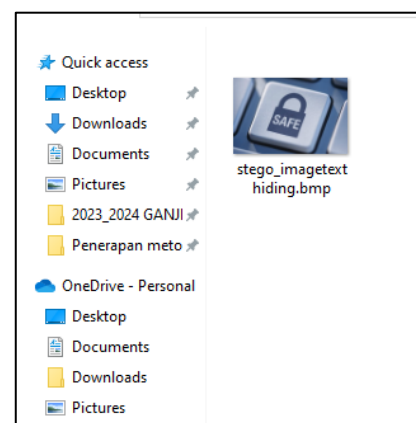 Quick access
Desktop
Downloads
Documents
Pictures
2023_2024 GANJI
Penerapan meto
OneDrive - Personal
Desktop
Documents
Downloads
Pictures
SAFE
stego_imagetext
hiding.bmp